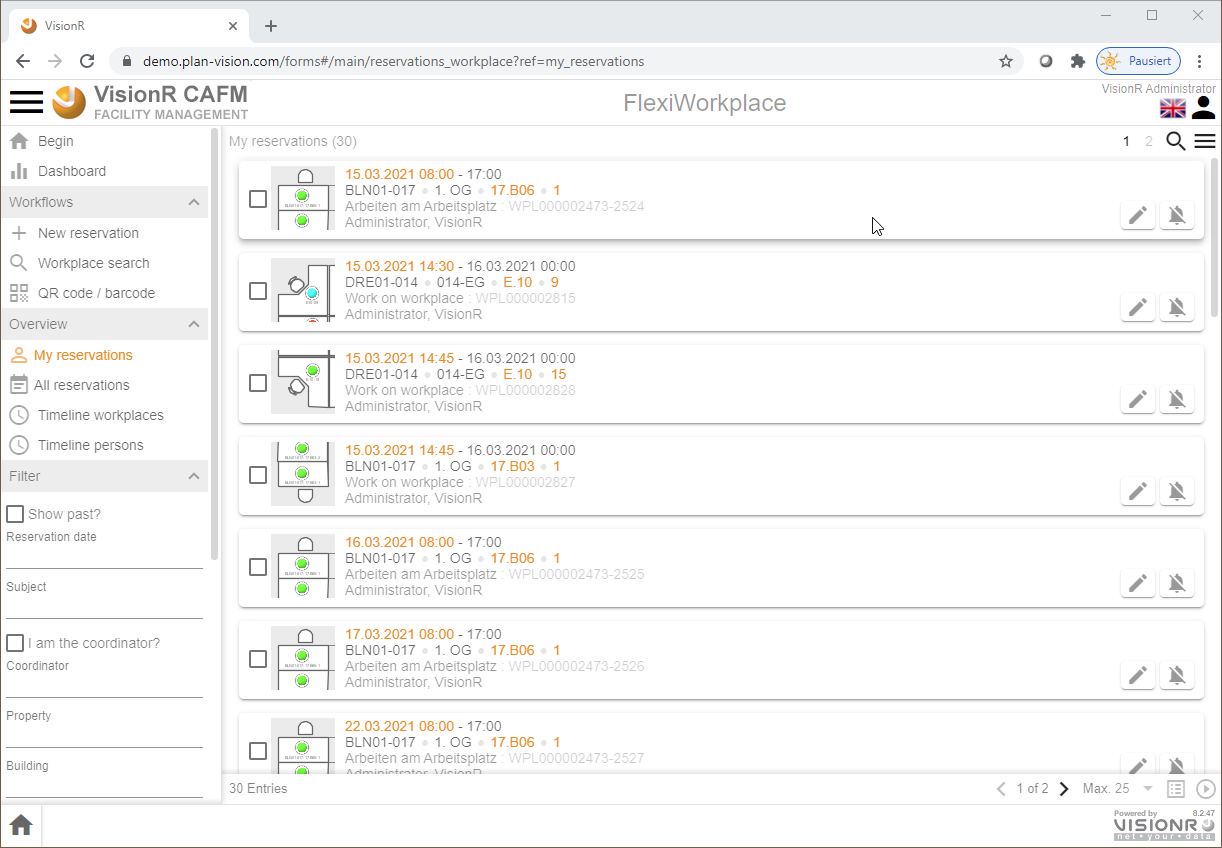 VisionR
demo.plan-vision.com/forms#/main/reservations_workplace?ref=my_reservations
Pausiert
VisionR CAFM
FACILITY MANAGEMENT
FlexiWorkplace
VisionR Administrator
Begin
Dashboard
Workflows
New reservation
Workplace search
QR code / barcode
Overview
My reservations
All reservations
Timeline workplaces
Timeline persons
Filter
Show past?
Reservation date
Subject
I am the coordinator?
Coordinator
Property
Building
My reservations (30)
1 2
15.03.2021 08:00 - 17:00
BLN01-017 • 1. OG • 17.B06 • 1
Arbeiten am Arbeitsplatz : WPL000002473-2524
Administrator, VisionR
15.03.2021 14:30 - 16.03.2021 00:00
DRE01-014 • 014-EG • E.10 • 9
Work on workplace : WPL000002815
Administrator, VisionR
15.03.2021 14:45 - 16.03.2021 00:00
DRE01-014 • 014-EG • E.10 • 15
Work on workplace : WPL000002828
Administrator, VisionR
15.03.2021 14:45 - 16.03.2021 00:00
BLN01-017 • 1. OG • 17.B03 • 1
Work on workplace : WPL000002827
Administrator, VisionR
16.03.2021 08:00 - 17:00
BLN01-017 • 1. OG • 17.B06 • 1
Arbeiten am Arbeitsplatz : WPL000002473-2525
Administrator, VisionR
17.03.2021 08:00 - 17:00
BLN01-017 • 1. OG • 17.B06 • 1
Arbeiten am Arbeitsplatz : WPL000002473-2526
Administrator, VisionR
22.03.2021 08:00 - 17:00
BLN01-017 • 1. OG • 17.B06 • 1
Arbeiten am Arbeitsplatz : WPL000002473-2527
Administrator, VisionR
30 Entries
1 of 2
Max. 25
Powered by 8.2.47
VISIONR
net • your • data